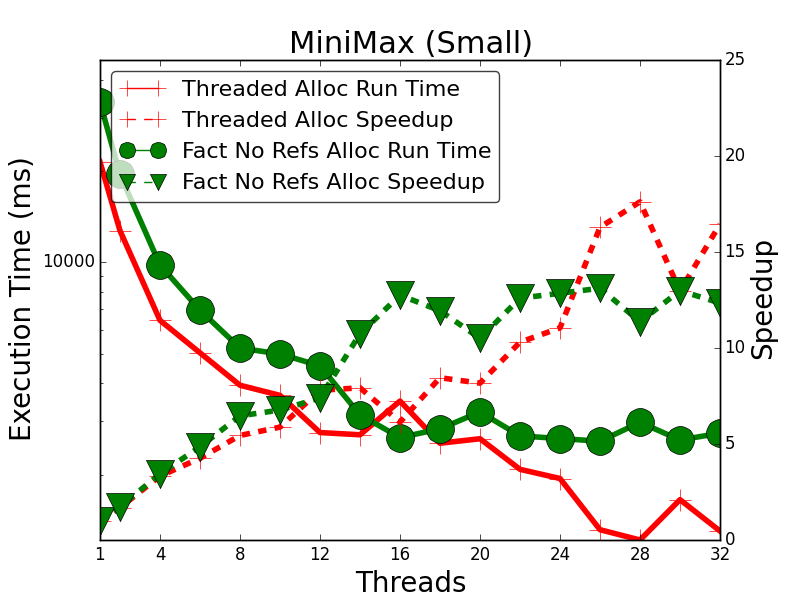 MiniMax (Small)
Threaded Alloc Run Time
Threaded Alloc Speedup
Fact No Refs Alloc Run Time
Fact No Refs Alloc Speedup
Execution Time (ms)
10000
25
20
15
10
5
0
Speedup
1 4 8 12 16 20 24 28 32
Threads